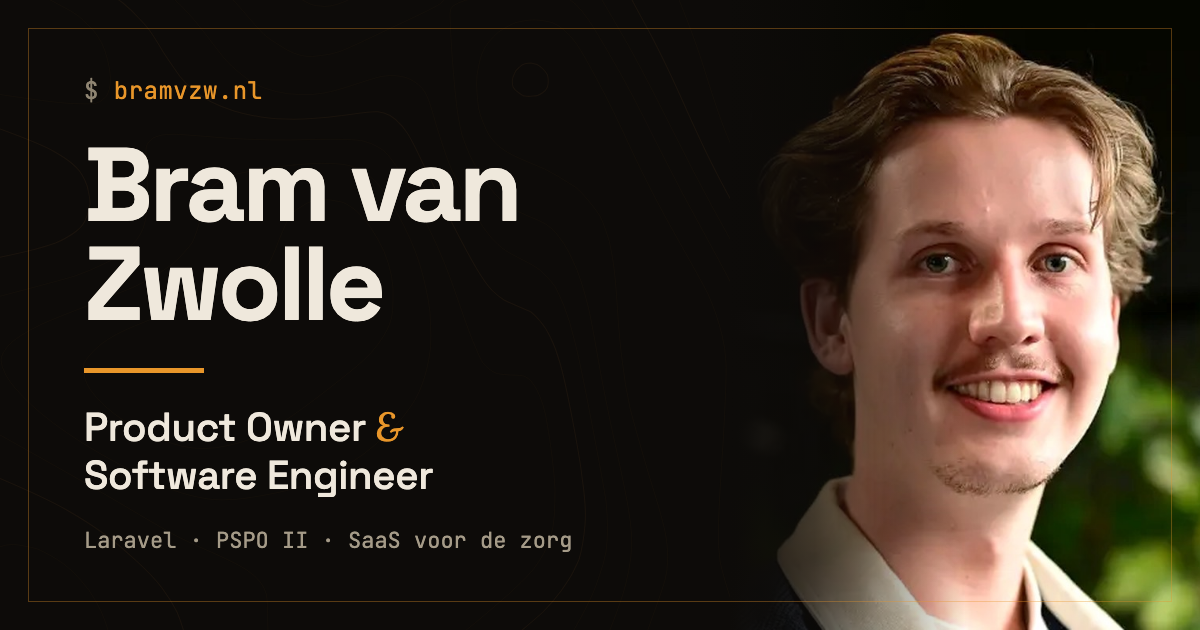 $ bramvzw.nl
Bram van
Zwolle
Product Owner &
Software Engineer
Laravel · PSPO II · SaaS voor de zorg